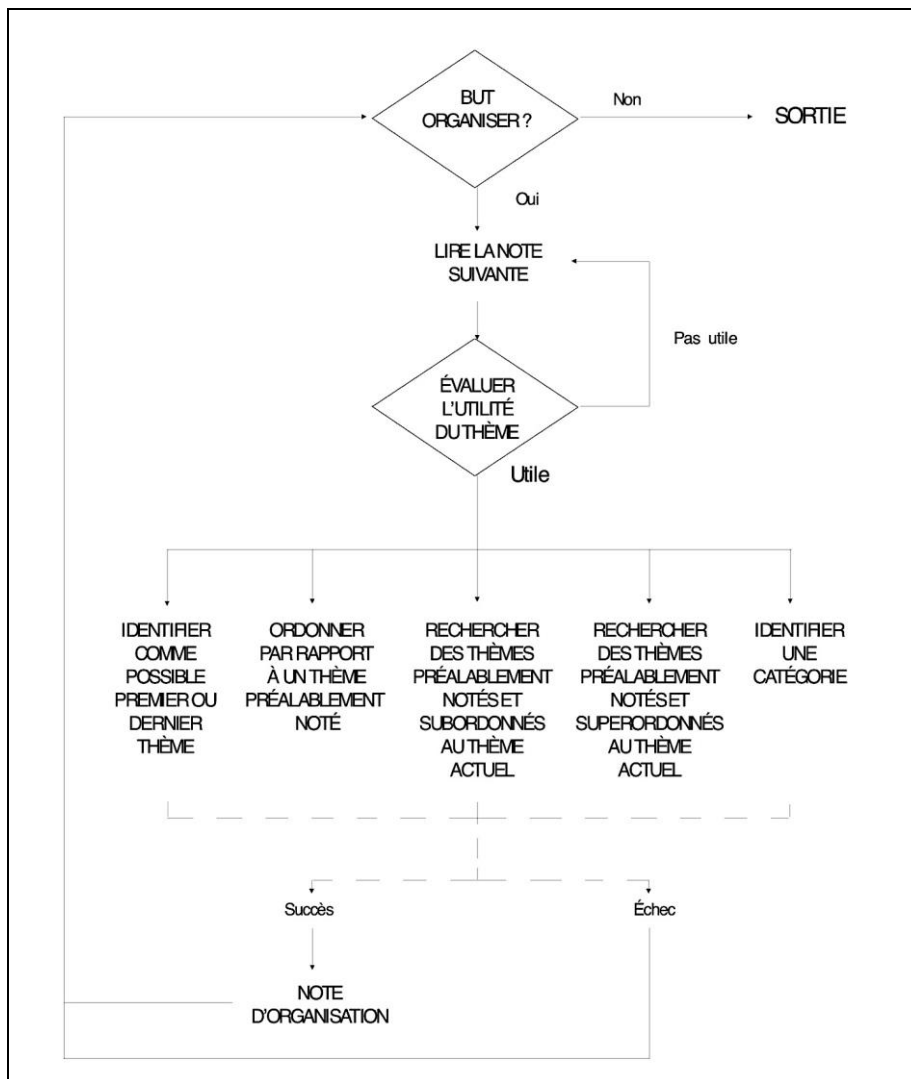 BUT
ORGANISER ?
Non
SORTIE
Oui
LIRE LA NOTE
SUIVANTE
Pas utile
ÉVALUER
L'UTILITÉ
DU THÈME
Utile
IDENTIFIER
COMME
POSSIBLE
PREMIER OU
DERNIER
THÈME
ORDONNER
PAR RAPPORT
À UN THÈME
PRÉALABLEMENT
NOTÉ
RECHERCHER
DES THÈMES
PRÉALABLEMENT
NOTÉS ET
SUBORDONNÉS
AU THÈME
ACTUEL
RECHERCHER
DES THÈMES
PRÉALABLEMENT
NOTÉS ET
SUPERORDONNÉS
AU THÈME
ACTUEL
IDENTIFIER
UNE
CATÉGORIE
Succès
Échec
NOTE
D'ORGANISATION